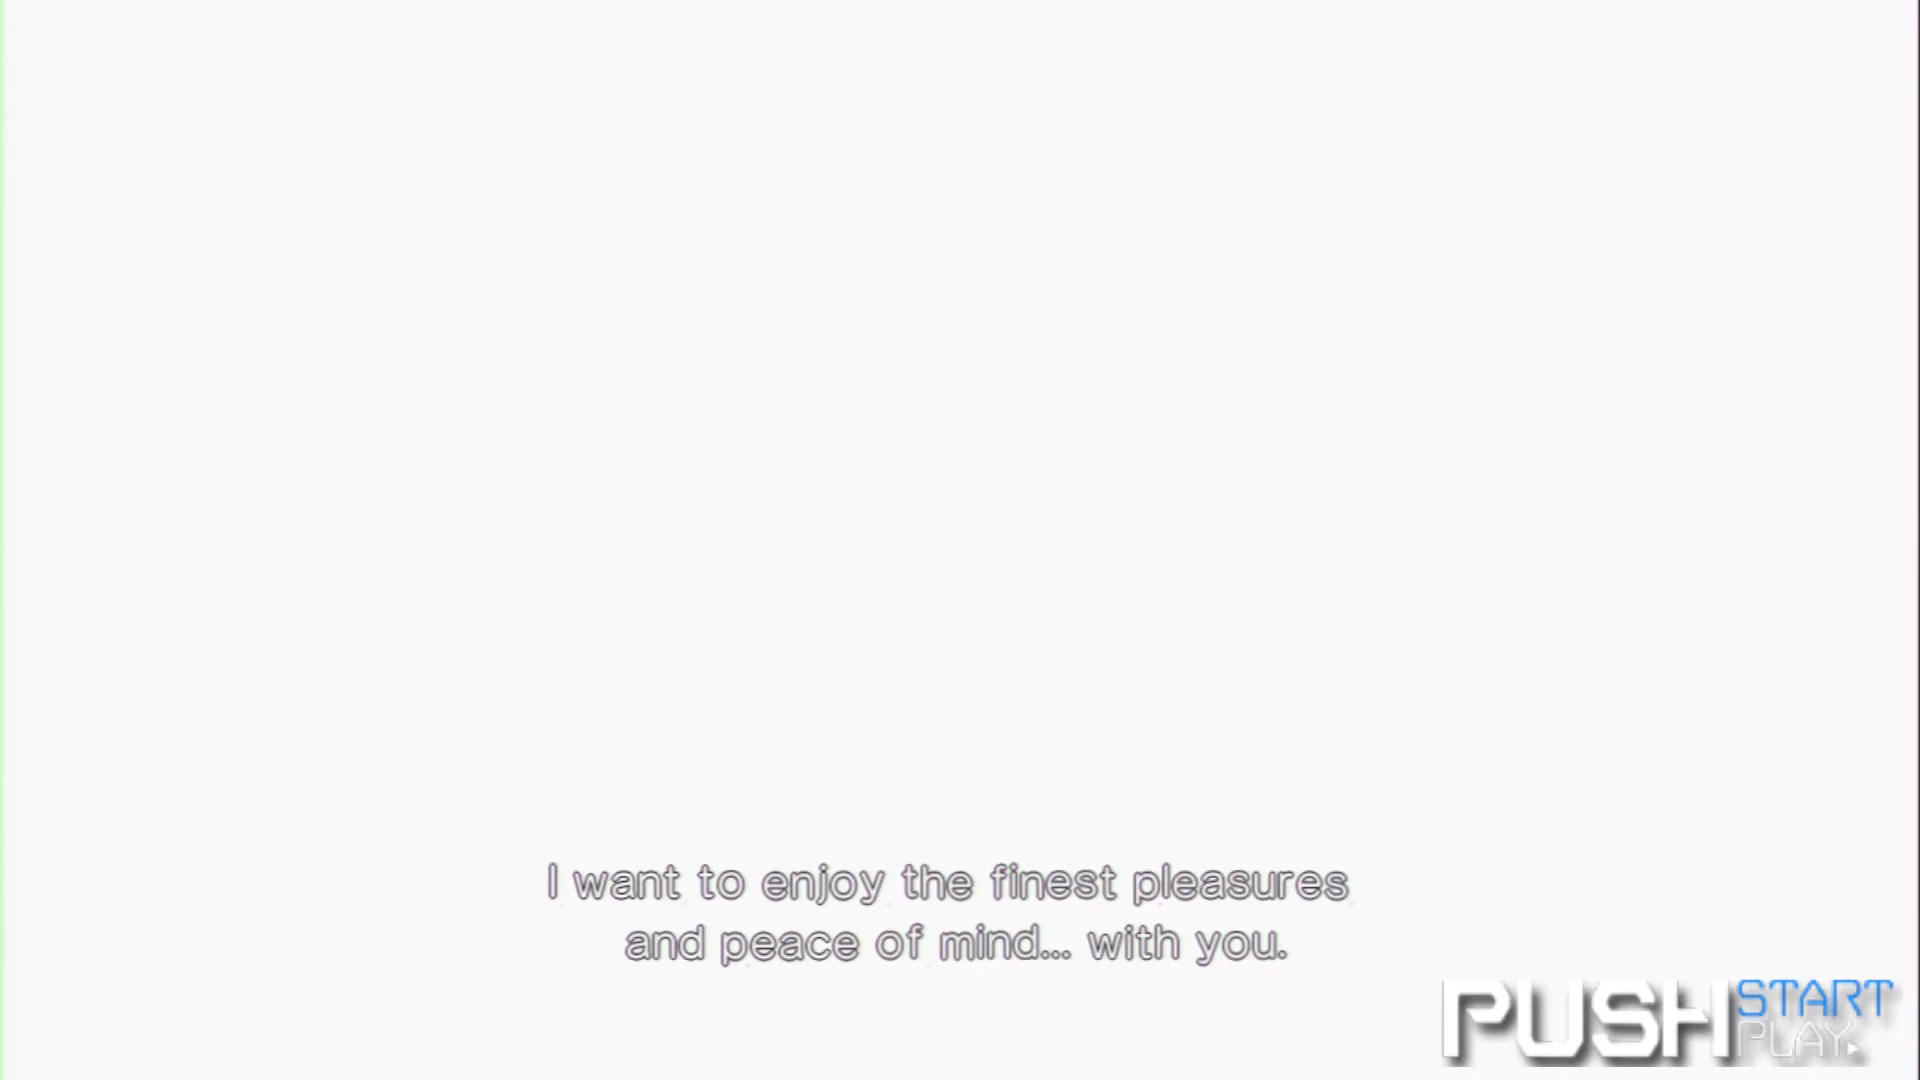 I want to enjoy the finest pleasures
and peace of mind... with you.
PUSH START
PLAY